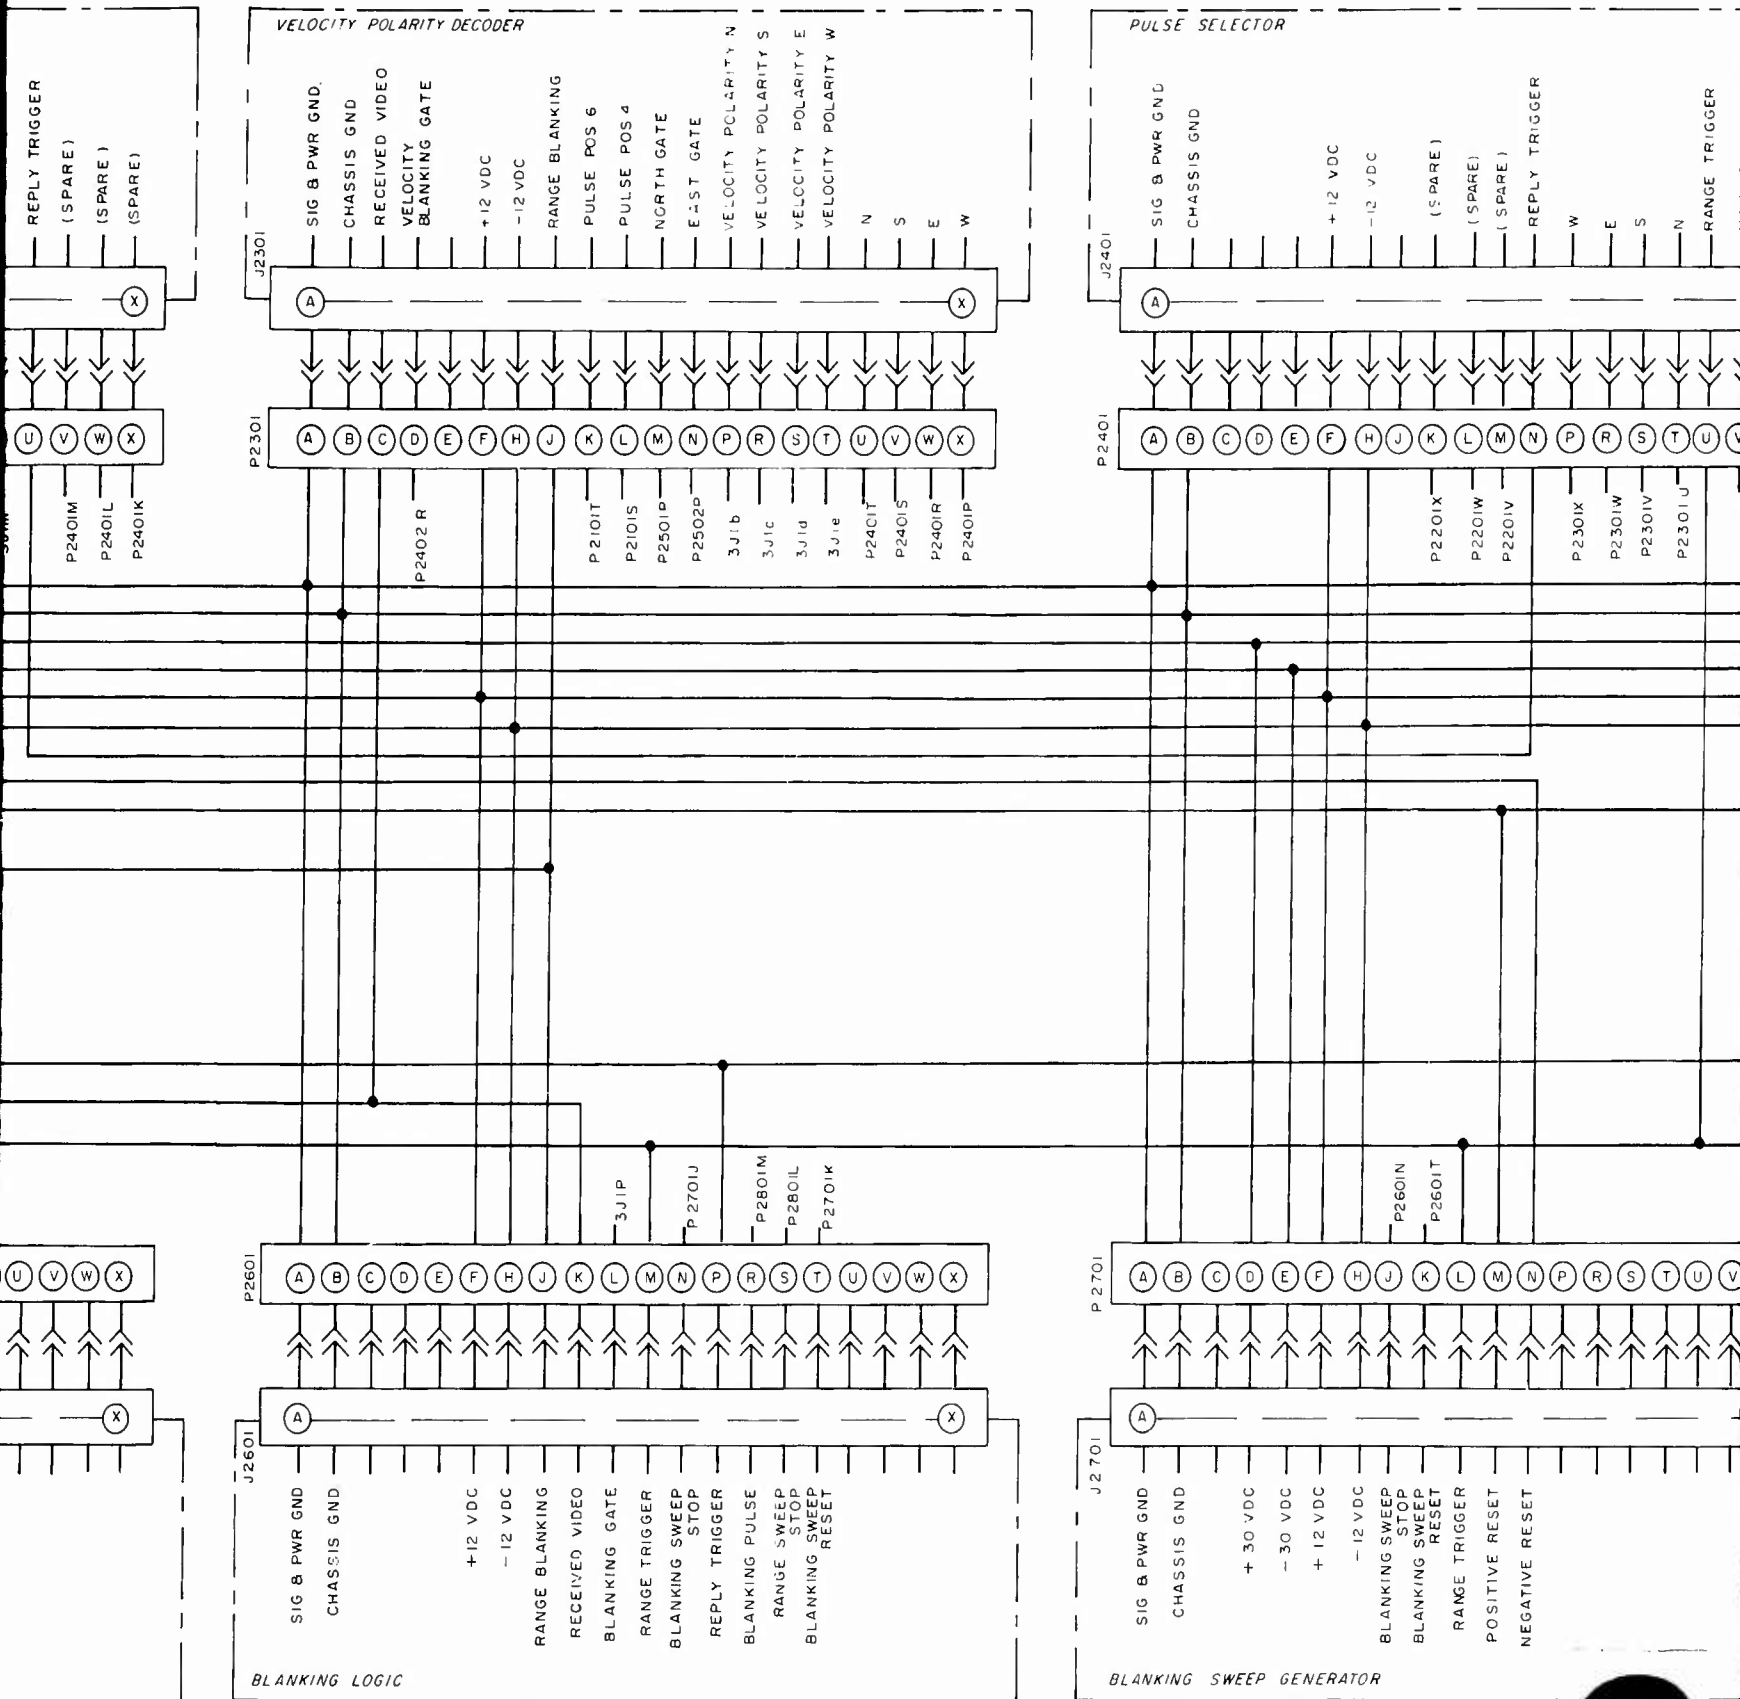 VELOCITY POLARITY DECODER
PULSE SELECTOR
REPLY TRIGGER
(SPARE)
(SPARE)
(SPARE)
SIG & PWR GND.
CHASSIS GND
RECEIVED VIDEO
VELOCITY
BLANKING GATE
+12 VDC
-12 VDC
RANGE BLANKING
PULSE POS 6
PULSE POS 4
NORTH GATE
EAST GATE
VELOCITY POLARITY N
VELOCITY POLARITY S
VELOCITY POLARITY E
VELOCITY POLARITY W
N
S
E
W
SIG & PWR GND
CHASSIS GND
+12 VDC
-12 VDC
(SPARE)
(SPARE)
(SPARE)
REPLY TRIGGER
W
E
S
N
RANGE TRIGGER
J2301
J2401
X
A X
A
P2301
P2401
U V W X
A B C D E F H J K L M N P R S T U V W X
A B C D E F H J K L M N P R S T U V
P2401M
P2401L
P2401K
P2402R
P2101T
P2101S
P2501P
P2502P
3J1b
3J1c
3J1d
3J1e
P2401T
P2401S
P2401R
P2401P
P2201X
P2201W
P2201V
P2301X
P2301W
P2301V
P2301U
3J1P
P2701J
P2801M
P2801L
P2701K
P2601N
P2601T
P2601
P2701
U V W X
A B C D E F H J K L M N P R S T U V W X
A B C D E F H J K L M N P R S T U V
X
A X
A
J2601
J2701
SIG & PWR GND
CHASSIS GND
+12 VDC
-12 VDC
RANGE BLANKING
RECEIVED VIDEO
BLANKING GATE
RANGE TRIGGER
BLANKING SWEEP
STOP
REPLY TRIGGER
BLANKING PULSE
RANGE SWEEP
STOP
BLANKING SWEEP
RESET
SIG & PWR GND
CHASSIS GND
+30 VDC
-30 VDC
+12 VDC
-12 VDC
BLANKING SWEEP
STOP
BLANKING SWEEP
RESET
RANGE TRIGGER
POSITIVE RESET
NEGATIVE RESET
BLANKING LOGIC
BLANKING SWEEP GENERATOR